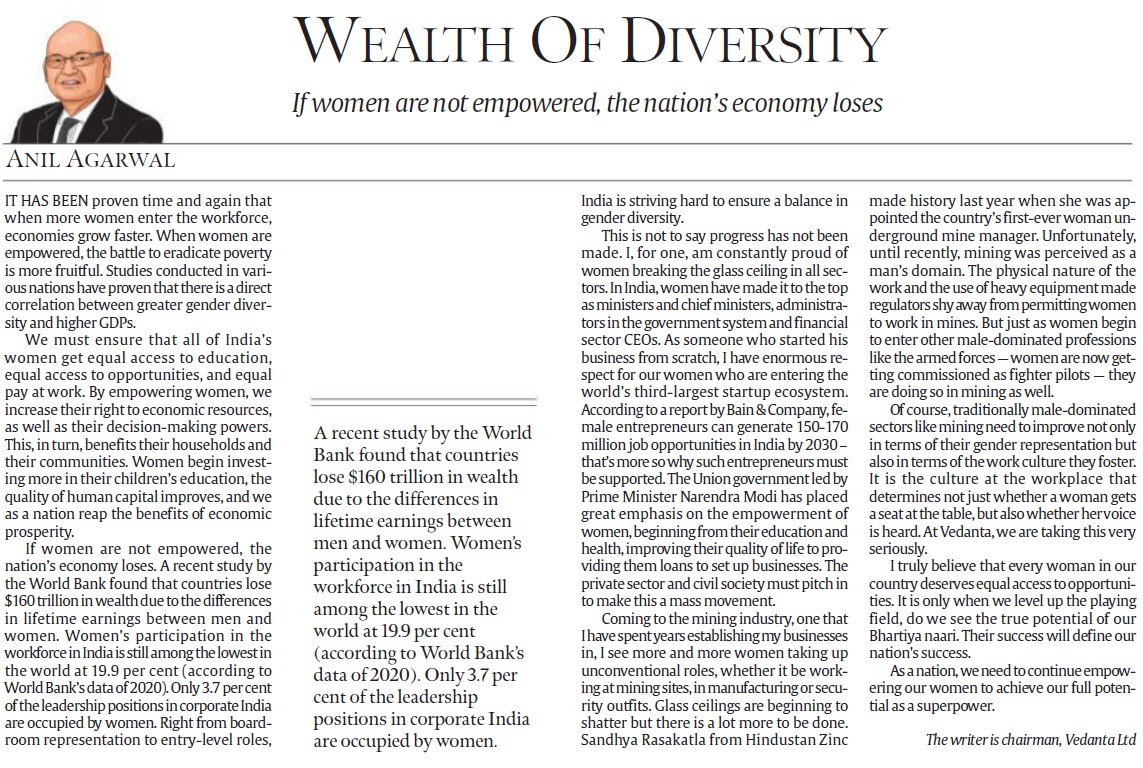 WEALTH OF DIVERSITY
If women are not empowered, the nation's economy loses
ANIL AGARWAL
IT HAS BEEN proven time and again that
when more women enter the workforce,
economies grow faster. When women are
empowered, the battle to eradicate poverty
is more fruitful. Studies conducted in vari-
ous nations have proven that there is a direct
correlation between greater gender diver-
sity and higher GDPs.
We must ensure that all of India's
women get equal access to education,
equal access to opportunities, and equal
pay at work. By empowering women, we
increase their right to economic resources,
as well as their decision-making powers.
This, in turn, benefits their households and
their communities. Women begin invest-
ing more in their children's education, the
quality of human capital improves, and we
as a nation reap the benefits of economic
prosperity.
If women are not empowered, the
nation's economy loses. A recent study by
the World Bank found that countries lose
$160 trillion in wealth due to the differences
in lifetime earnings between men and
women. Women's participation in the
workforce in India is still among the lowest in
the world at 19.9 per cent (according to
World Bank's data of 2020). Only 3.7 per cent
of the leadership positions in corporate India
are occupied by women. Right from board-
room representation to entry-level roles,
A recent study by the World
Bank found that countries
lose $160 trillion in wealth
due to the differences in
lifetime earnings between
men and women. Women's
participation in the
workforce in India is still
among the lowest in the
world at 19.9 per cent
(according to World Bank's
data of 2020). Only 3.7 per
cent of the leadership
positions in corporate India
are occupied by women.
India is striving hard to ensure a balance in
gender diversity.
This is not to say progress has not been
made. I, for one, am constantly proud of
women breaking the glass ceiling in all sec-
tors. In India, women have made it to the top
as ministers and chief ministers, administra-
tors in the government system and financial
sector CEOs. As someone who started his
business from scratch, I have enormous re-
spect for our women who are entering the
world's third-largest startup ecosystem.
According to a report by Bain & Company, fe-
male entrepreneurs can generate 150-170
million job opportunities in India by 2030 –
that's more so why such entrepreneurs must
be supported. The Union government led by
Prime Minister Narendra Modi has placed
great emphasis on the empowerment of
women, beginning from their education and
health, improving their quality of life to pro-
viding them loans to set up businesses. The
private sector and civil society must pitch in
to make this a mass movement.
Coming to the mining industry, one that
I have spent years establishing my businesses
in, I see more and more women taking up
unconventional roles, whether it be work-
ing at mining sites, in manufacturing or secu-
rity outfits. Glass ceilings are beginning to
shatter but there is a lot more to be done.
Sandhya Rasakatla from Hindustan Zinc
made history last year when she was ap-
pointed the country's first-ever woman un-
derground mine manager. Unfortunately,
until recently, mining was perceived as a
man's domain. The physical nature of the
work and the use of heavy equipment made
regulators shy away from permitting women
to work in mines. But just as women begin
to enter other male-dominated professions
like the armed forces — women are now get-
ting commissioned as fighter pilots — they
are doing so in mining as well.
Of course, traditionally male-dominated
sectors like mining need to improve not only
in terms of their gender representation but
also in terms of the work culture they foster.
It is the culture at the workplace that
determines not just whether a woman gets
a seat at the table, but also whether her voice
is heard. At Vedanta, we are taking this very
seriously.
I truly believe that every woman in our
country deserves equal access to opportuni-
ties. It is only when we level up the playing
field, do we see the true potential of our
Bhartiya naari. Their success will define our
nation's success.
As a nation, we need to continue empow-
ering our women to achieve our full poten-
tial as a superpower.
The writer is chairman, Vedanta Ltd